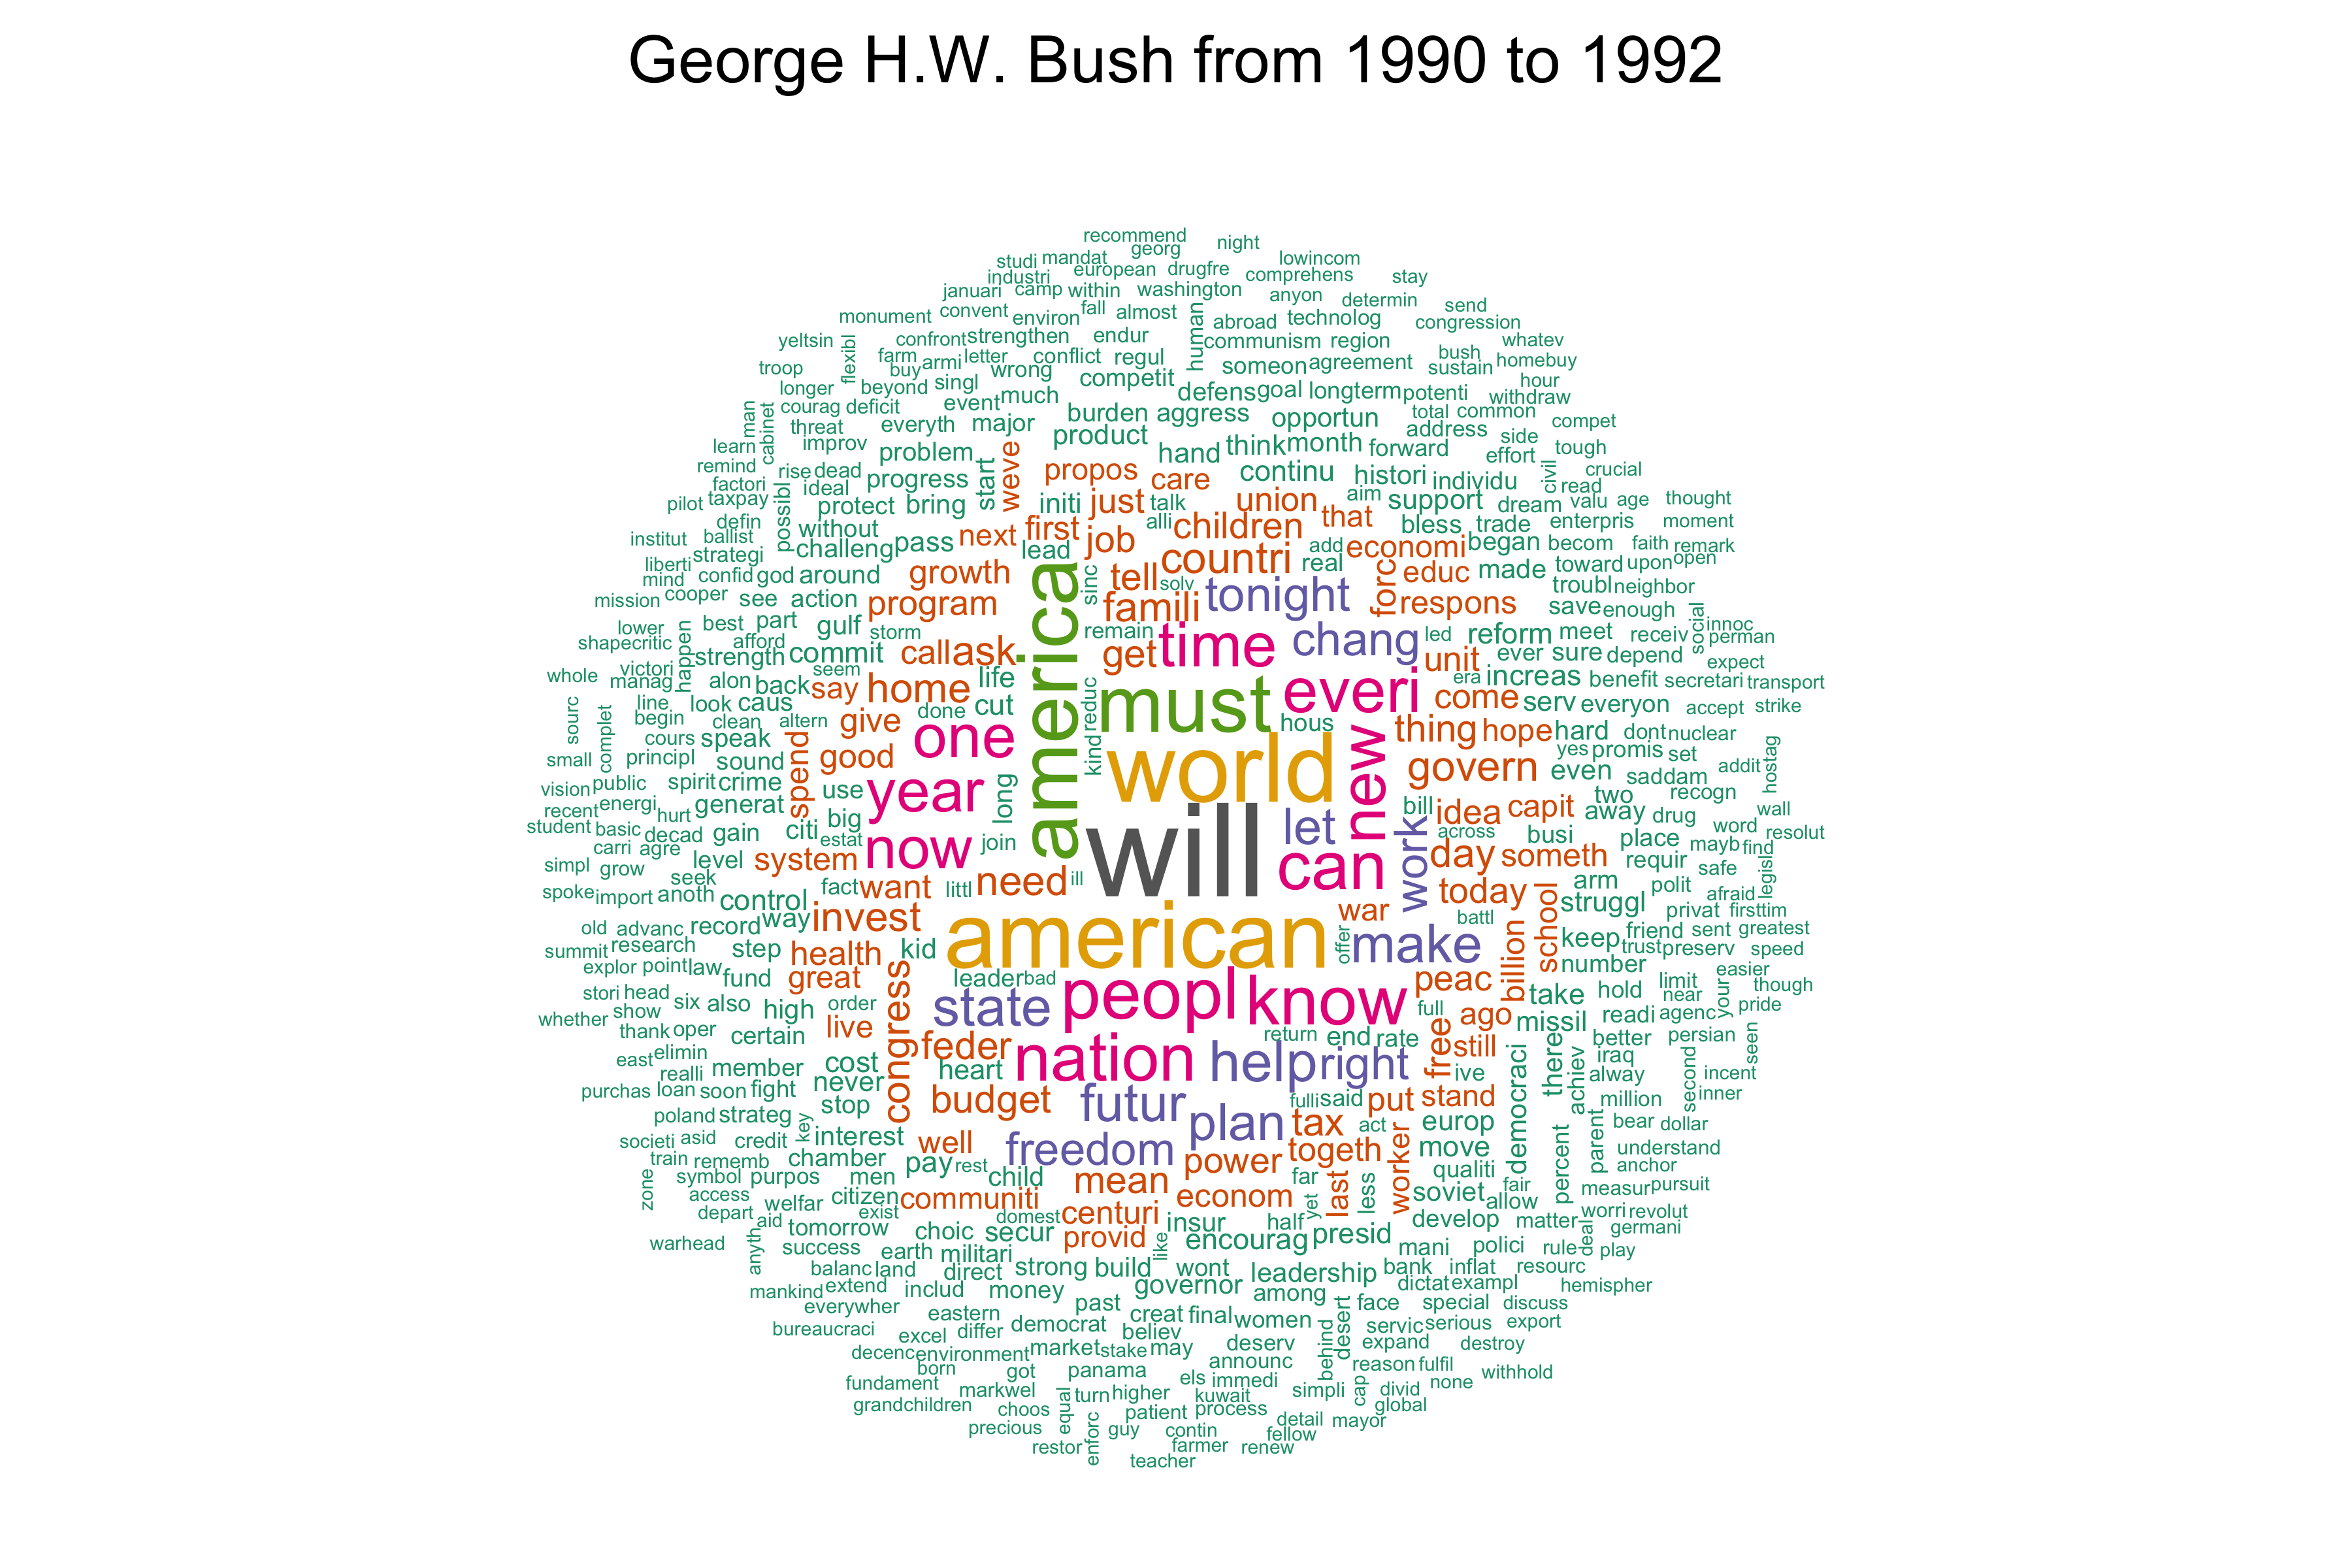 George H.W. Bush from 1990 to 1992
recommend
georg night
studi mandat lowincom
industri european drugfre comprehens stay
januari camp within washington anyon determin send
monument convent environ fall almost human abroad technolog congression
yeltsin flexibl confront strengthen endur communism region whatev
troop farm armi letter conflict regul someon agreement bush homebuy
buy wrong competit sustain hour
longer beyond singl much defens goal longterm potenti withdraw
man courag deficit event burden aggress opportun total common compet
cabinet threat everyth major product address side
learn improv problem weve hand think month forward effort tough
remind rise dead progress start propos care continu histori individu civil crucial
factori ideal read
pilot taxpay possibl protect bring initi just talk union aim support dream valu age thought
defin without next first alli children that bless trade enterpris moment
institut ballist challeng pass lead job add economi began becom faith remark
strategi countri real
liberti confid god around growth america sinc tell solv forc educ made toward upon open
mind troubl neighbor
mission cooper see action program famili tonight respons save enough social
lower best part gulf storm remain time chang led reform meet receiv innoc
shapecritic happen afford perman
victori strength commit call ask get unit ever sure depend expect
whole manag alon back seem say home life reduc must everi era increas benefit secretari transport
line look caus done cut come serv everyon accept strike
sourc begin clean altern give one hous new thing hope hard dont nuclear
complet cours speak
small principl sound spend good kind world govern even yes promis set hostag
vision public spirit crime use year long saddam addit
recent energi hurt generat two recogn wall
student basic decad gain citi big estat let work bill idea capit away drug word resolut
carri agre now join will across busi place mayb find
simpl grow level system can day someth requir safe legisl
seek fact want littl need ill today arm polit afraid
spoke import anoth control school struggl
old advanc record way invest american war battl privat firsttim
summit research step health kid offer make billion keep friend sent greatest
explor point law fund great leader bad peac number trust preserv speed
stori head congress peopl know take limit easier though
whether show six also high order state full hold near your pride
thank oper certain live free ago missil readi agenc
east elimin feder nation return end rate still democraci there better persian seen
realli member cost heart help right ive iraq second incent
purchas loan soon fight never achiev alway inner
poland strateg stop budget futur fulli said put stand million
societi asid credit key interest well plan tax act europ bear dollar
train rememb chamber freedom power togeth worker move parent understand
symbol purpos men pay rest child mean far last less qualiti percent anchor
zone access welfar citizen communiti econom yet soviet fair allow measur pursuit
depart aid exist domest centuri insur half worri revolut
tomorrow choic secur provid like encourag presid develop matter deal germani
warhead anyth success earth militari mani polici rule play
balanc land direct strong build wont leadership bank inflat resourc
mankind extend includ money governor among dictat exampl hemispher
everywher eastern past creat final women desert face special discuss
bureaucraci excel differ democrat believ behind servic serious export
decenc environment market stake may deserv expand destroy
born got panama announc reason fulfil withhold
fundament markwel turn higher els immedi simpli cap divid none
grandchildren choos equal patient kuwait process global
precious enforc guy contin detail mayor
restor farmer renew fellow
teacher